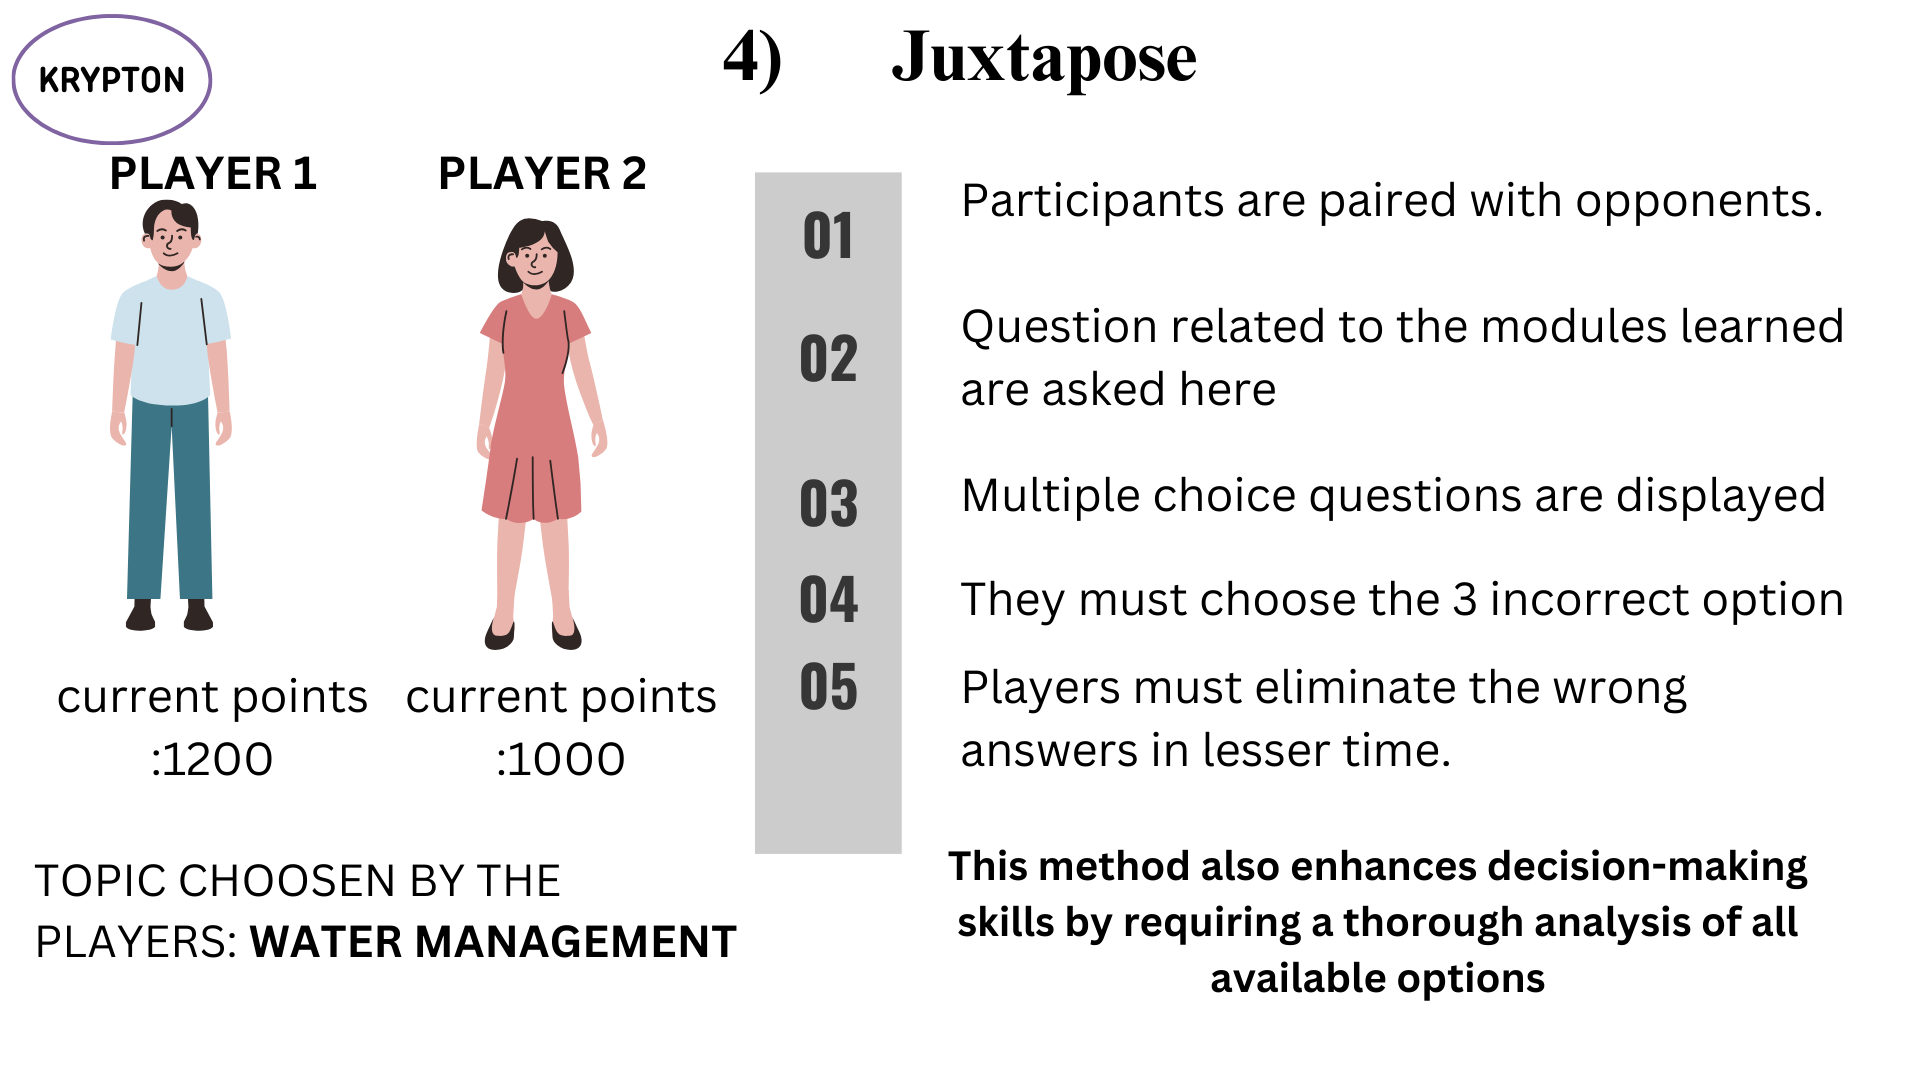 KRYPTON
4) Juxtapose
PLAYER 1
PLAYER 2
current points
:1200
current points
:1000
TOPIC CHOOSEN BY THE
PLAYERS: WATER MANAGEMENT
01
Participants are paired with opponents.
02
Question related to the modules learned
are asked here
03
Multiple choice questions are displayed
04
They must choose the 3 incorrect option
05
Players must eliminate the wrong
answers in lesser time.
This method also enhances decision-making
skills by requiring a thorough analysis of all
available options